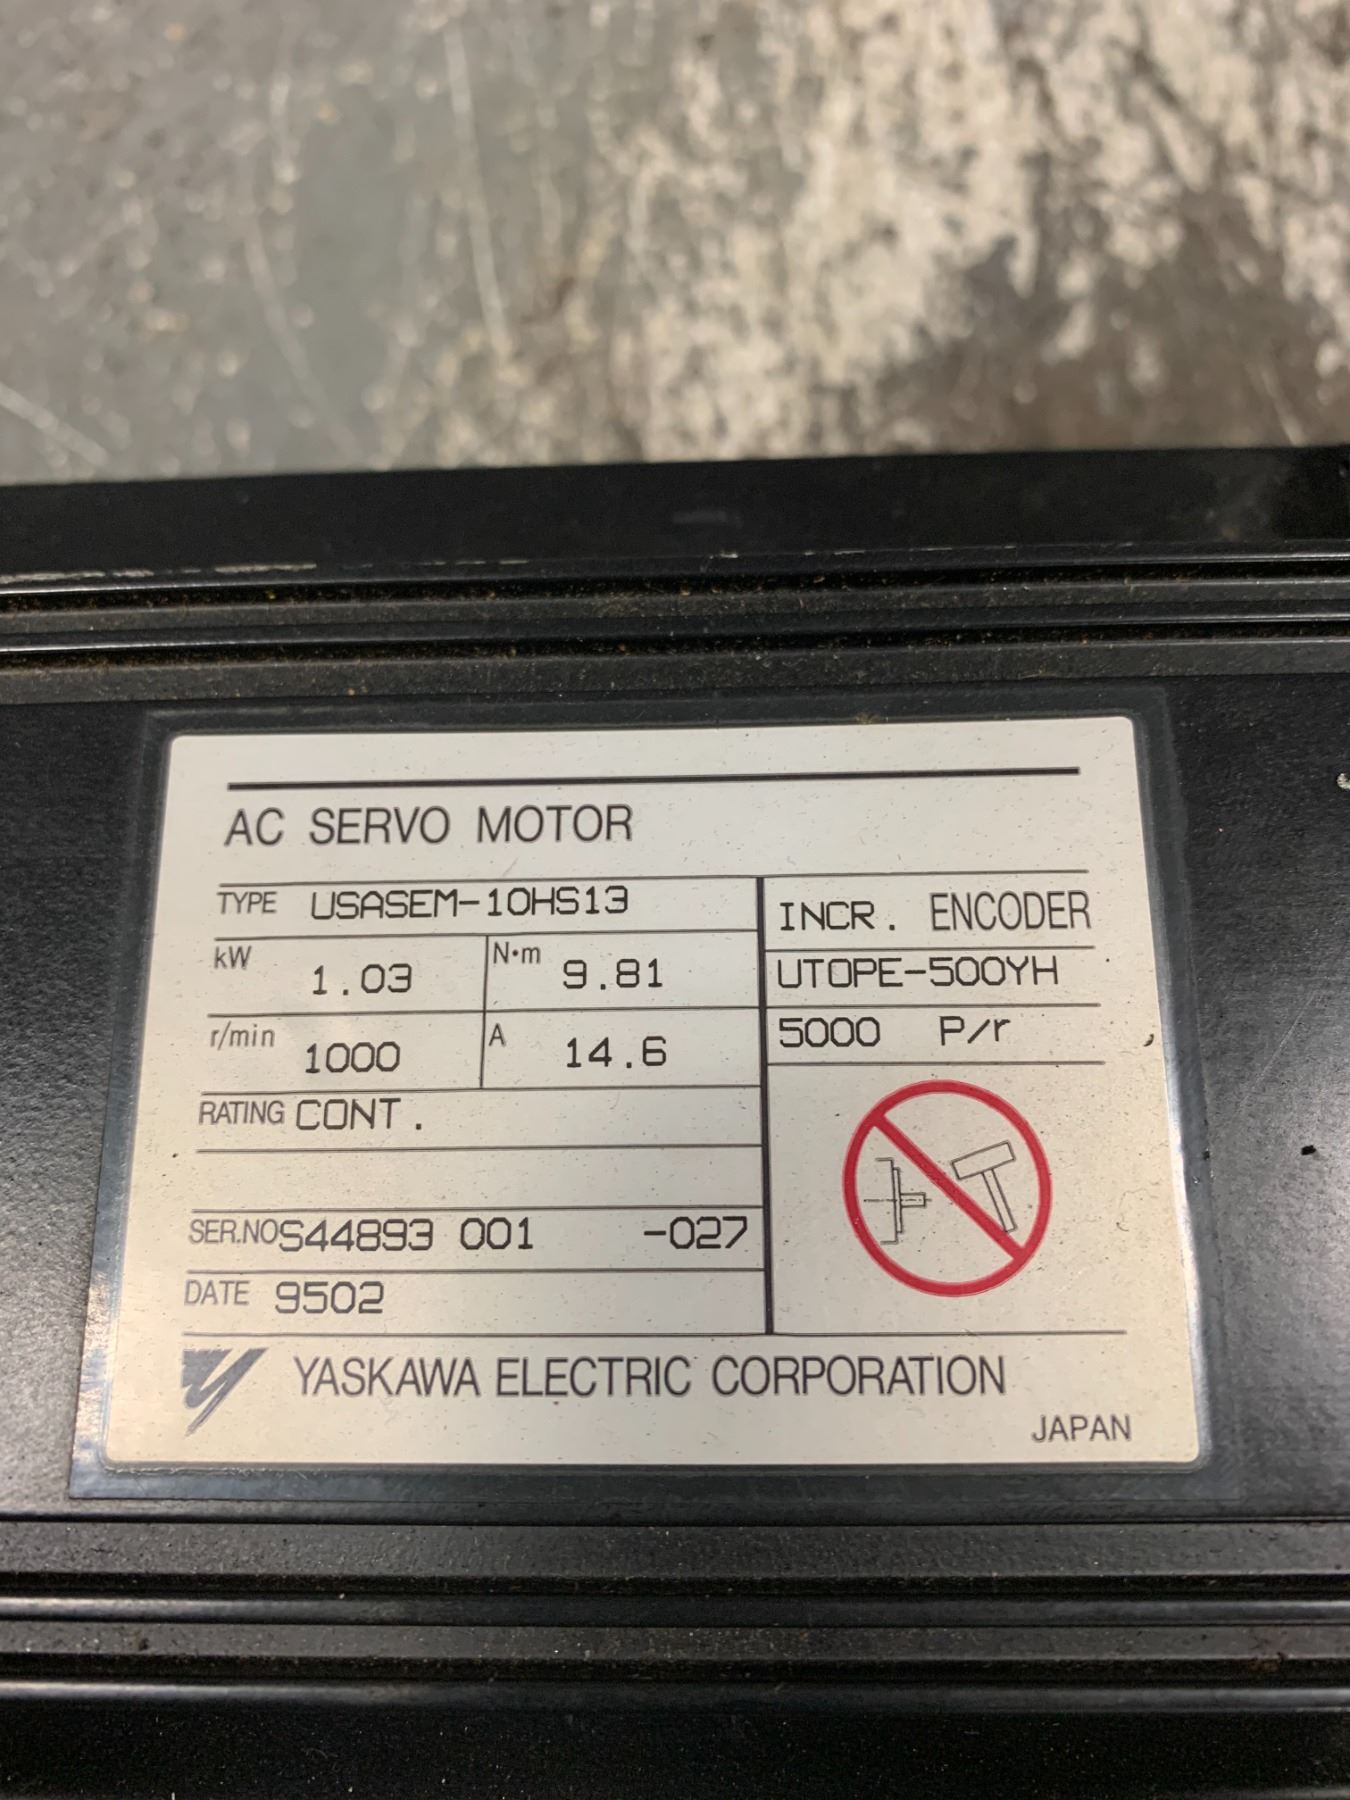 AC SERVO MOTOR
TYPE USASEM-10HS13
kW 1.03 N·m 9.81
r/min 1000 A 14.6
RATING CONT.
SER.NO S44893 001 -027
DATE 9502
INCR. ENCODER
UTOPE-500YH
5000 P/r
YASKAWA ELECTRIC CORPORATION
JAPAN